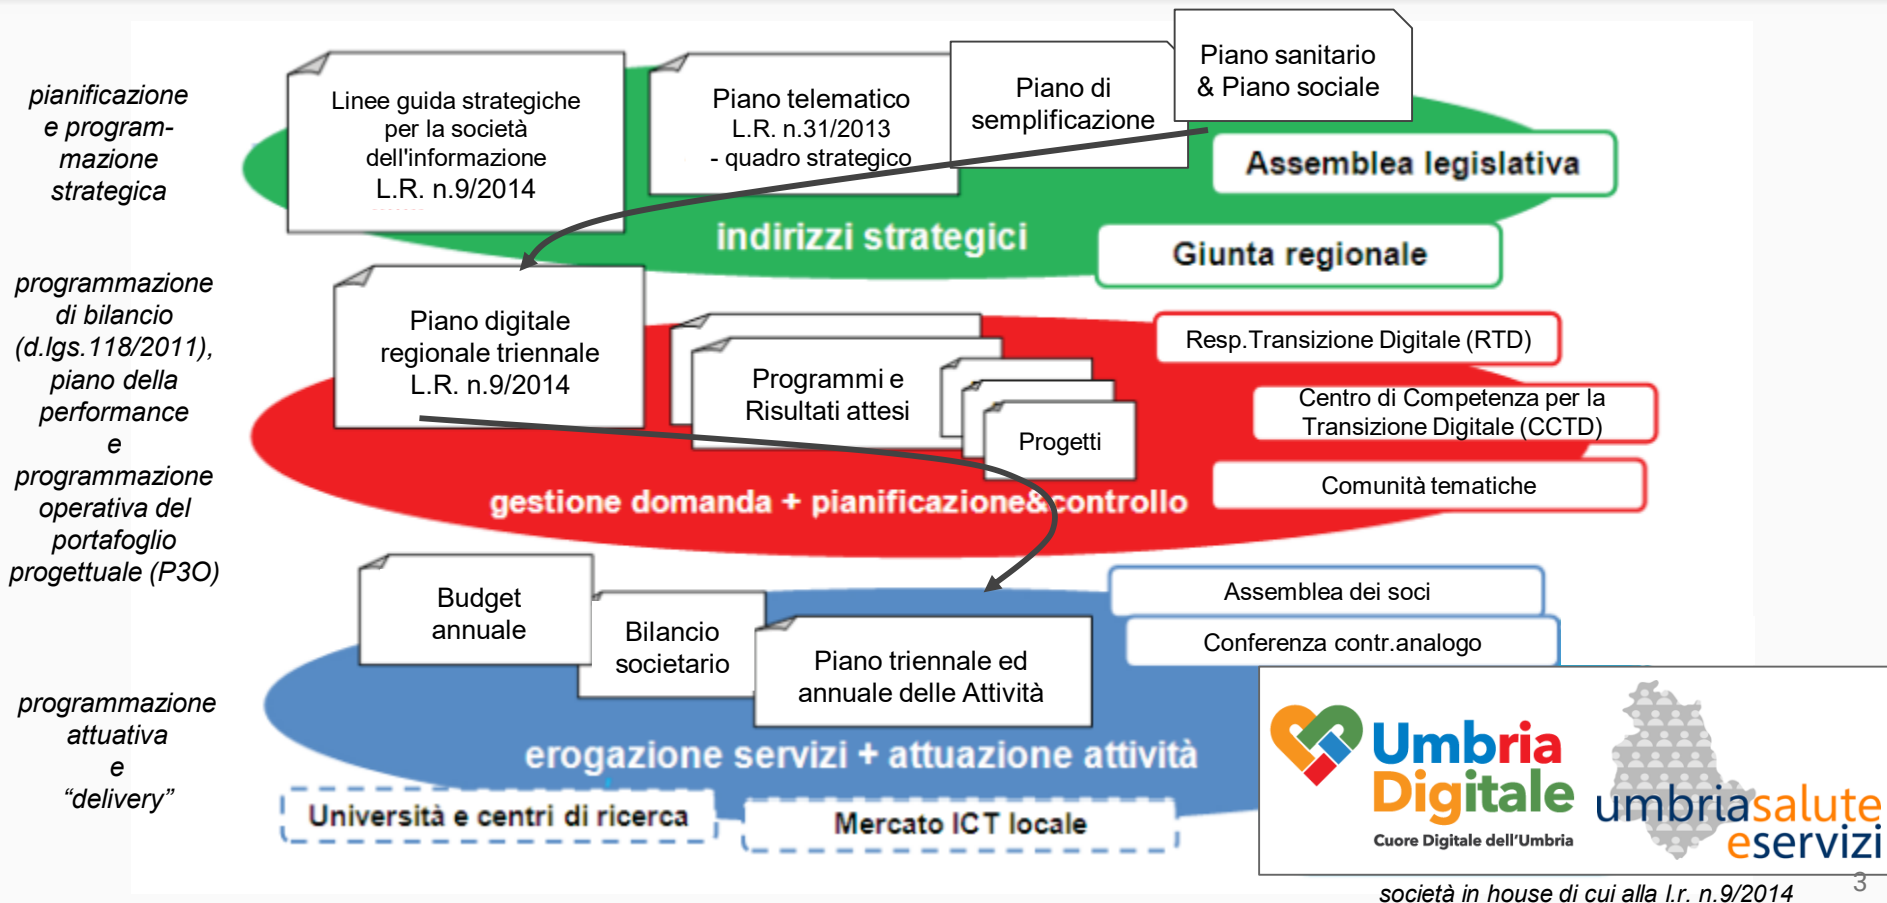 pianificazione
e program-
mazione
strategica
Linee guida strategiche
per la società
dell'informazione
L.R. n.9/2014
Piano telematico
L.R. n.31/2013
- quadro strategico
Piano di
semplificazione
Piano sanitario
& Piano sociale
Assemblea legislativa
indirizzi strategici
Giunta regionale
programmazione
di bilancio
(d.lgs.118/2011),
piano della
performance
e
programmazione
operativa del
portafoglio
progettuale (P3O)
Piano digitale
regionale triennale
L.R. n.9/2014
Programmi e
Risultati attesi
Progetti
Resp.Transizione Digitale (RTD)
Centro di Competenza per la
Transizione Digitale (CCTD)
Comunità tematiche
gestione domanda + pianificazione&controllo
programmazione
attuativa
e
“delivery”
Budget
annuale
Bilancio
societario
Piano triennale ed
annuale delle Attività
Assemblea dei soci
Conferenza contr.analogo
erogazione servizi + attuazione attività
Università e centri di ricerca
Mercato ICT locale
Umbria
Digitale
Cuore Digitale dell'Umbria
umbriasalute
eservizi
società in house di cui alla l.r. n.9/2014
3